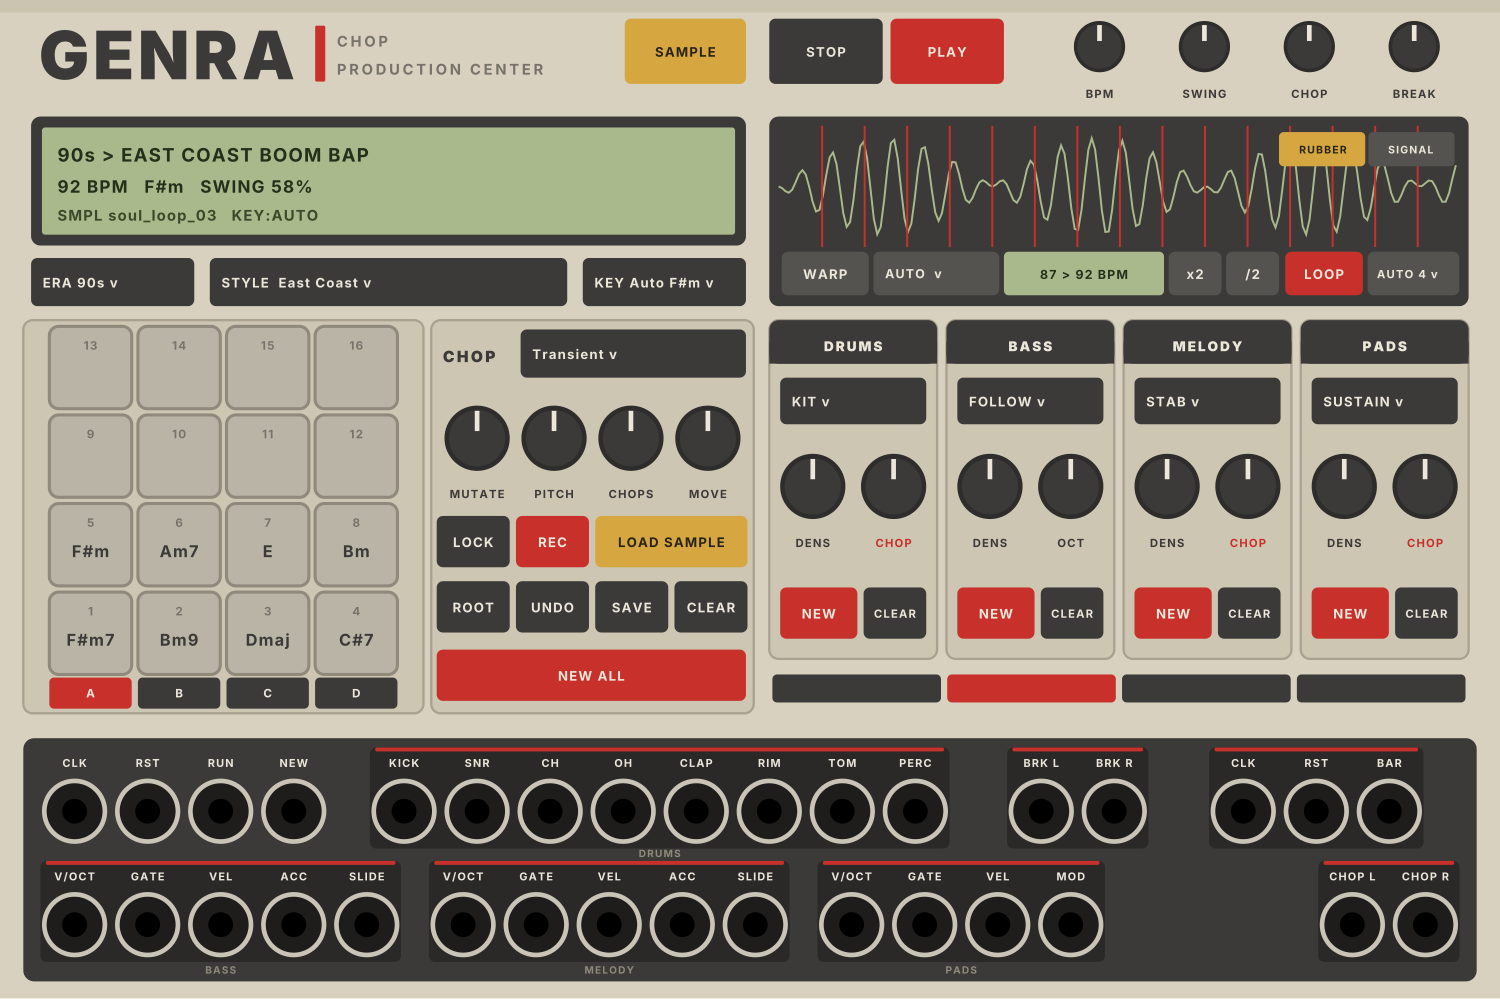 GENRA
CHOP
PRODUCTION CENTER
SAMPLE
STOP
PLAY
BPM
SWING
CHOP
BREAK
90s > EAST COAST BOOM BAP
92 BPM F#m SWING 58%
SMPL soul_loop_03 KEY:AUTO
RUBBER
SIGNAL
WARP
AUTO v
87 > 92 BPM
x2
/2
LOOP
AUTO 4 v
ERA 90s v
STYLE East Coast v
KEY Auto F#m v
13
14
15
16
9
10
11
12
5
6
7
8
F#m
Am7
E
Bm
1
2
3
4
F#m7
Bm9
Dmaj
C#7
A
B
C
D
CHOP
Transient v
MUTATE
PITCH
CHOPS
MOVE
LOCK
REC
LOAD SAMPLE
ROOT
UNDO
SAVE
CLEAR
NEW ALL
DRUMS
KIT v
DENS
CHOP
NEW
CLEAR
BASS
FOLLOW v
DENS
OCT
NEW
CLEAR
MELODY
STAB v
DENS
CHOP
NEW
CLEAR
PADS
SUSTAIN v
DENS
CHOP
NEW
CLEAR
CLK
RST
RUN
NEW
KICK
SNR
CH
OH
CLAP
RIM
TOM
PERC
DRUMS
BRK L
BRK R
CLK
RST
BAR
V/OCT
GATE
VEL
ACC
SLIDE
BASS
V/OCT
GATE
VEL
ACC
SLIDE
MELODY
V/OCT
GATE
VEL
MOD
PADS
CHOP L
CHOP R